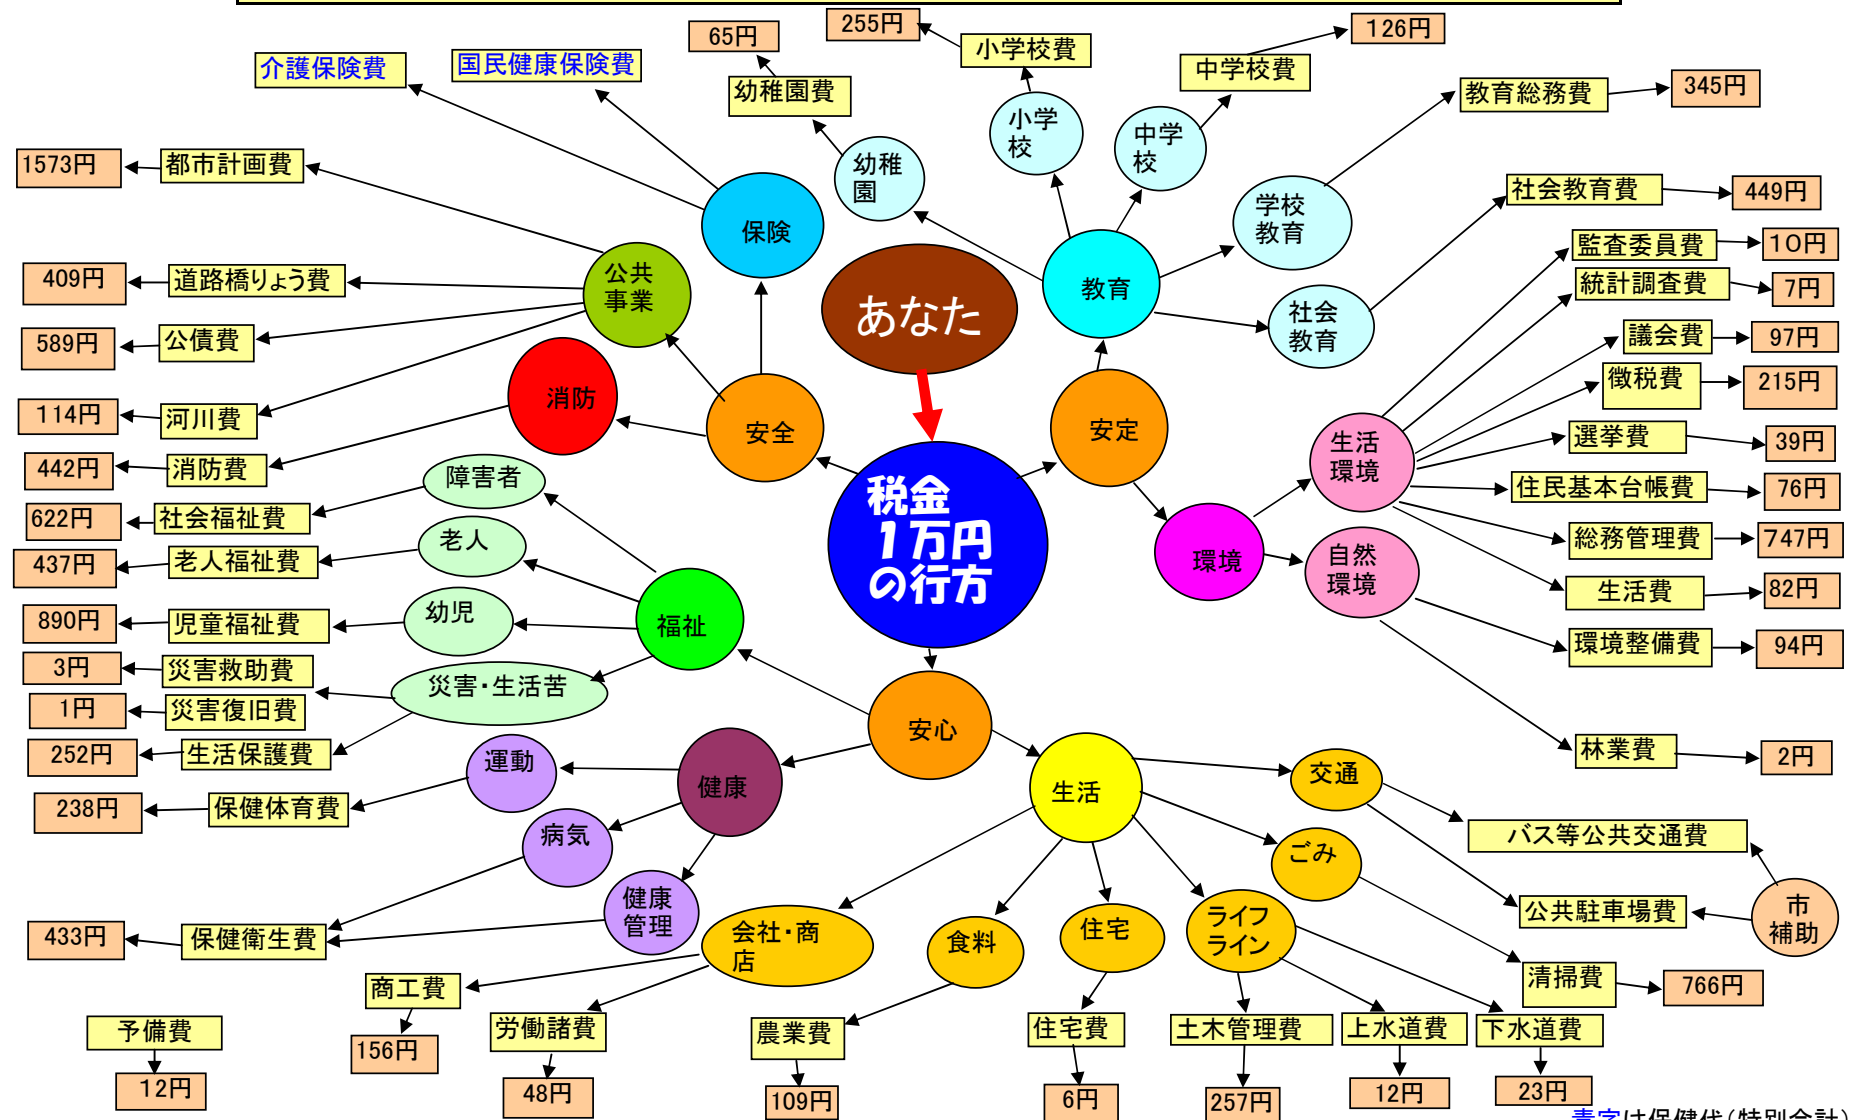 255円
126円
65円
小学校費
介護保険費
国民健康保険費
中学校費
幼稚園費
教育総務費
345円
小学
校
中学
校
1573円
都市計画費
幼稚
園
社会教育費
449円
学校
教育
保険
監査委員費
10円
409円
道路橋りょう費
公共
事業
教育
統計調査費
7円
あなた
社会
教育
589円
公債費
議会費
97円
徴税費
215円
消防
114円
河川費
安全
安定
生活
環境
選挙費
39円
442円
消防費
障害者
住民基本台帳費
76円
税金
1万円
の行方
622円
社会福祉費
老人
総務管理費
747円
437円
老人福祉費
環境
自然
環境
生活費
82円
890円
児童福祉費
幼児
福祉
環境整備費
94円
3円
災害救助費
災害・生活苦
1円
災害復旧費
安心
252円
生活保護費
林業費
2円
運動
健康
生活
交通
238円
保健体育費
病気
バス等公共交通費
ごみ
健康
管理
433円
保健衛生費
会社・商
店
食料
住宅
ライフ
ライン
公共駐車場費
市
補助
商工費
清掃費
766円
予備費
労働諸費
農業費
住宅費
土木管理費
上水道費
下水道費
156円
12円
48円
109円
6円
257円
12円
23円
青字は保健代(特別会計)